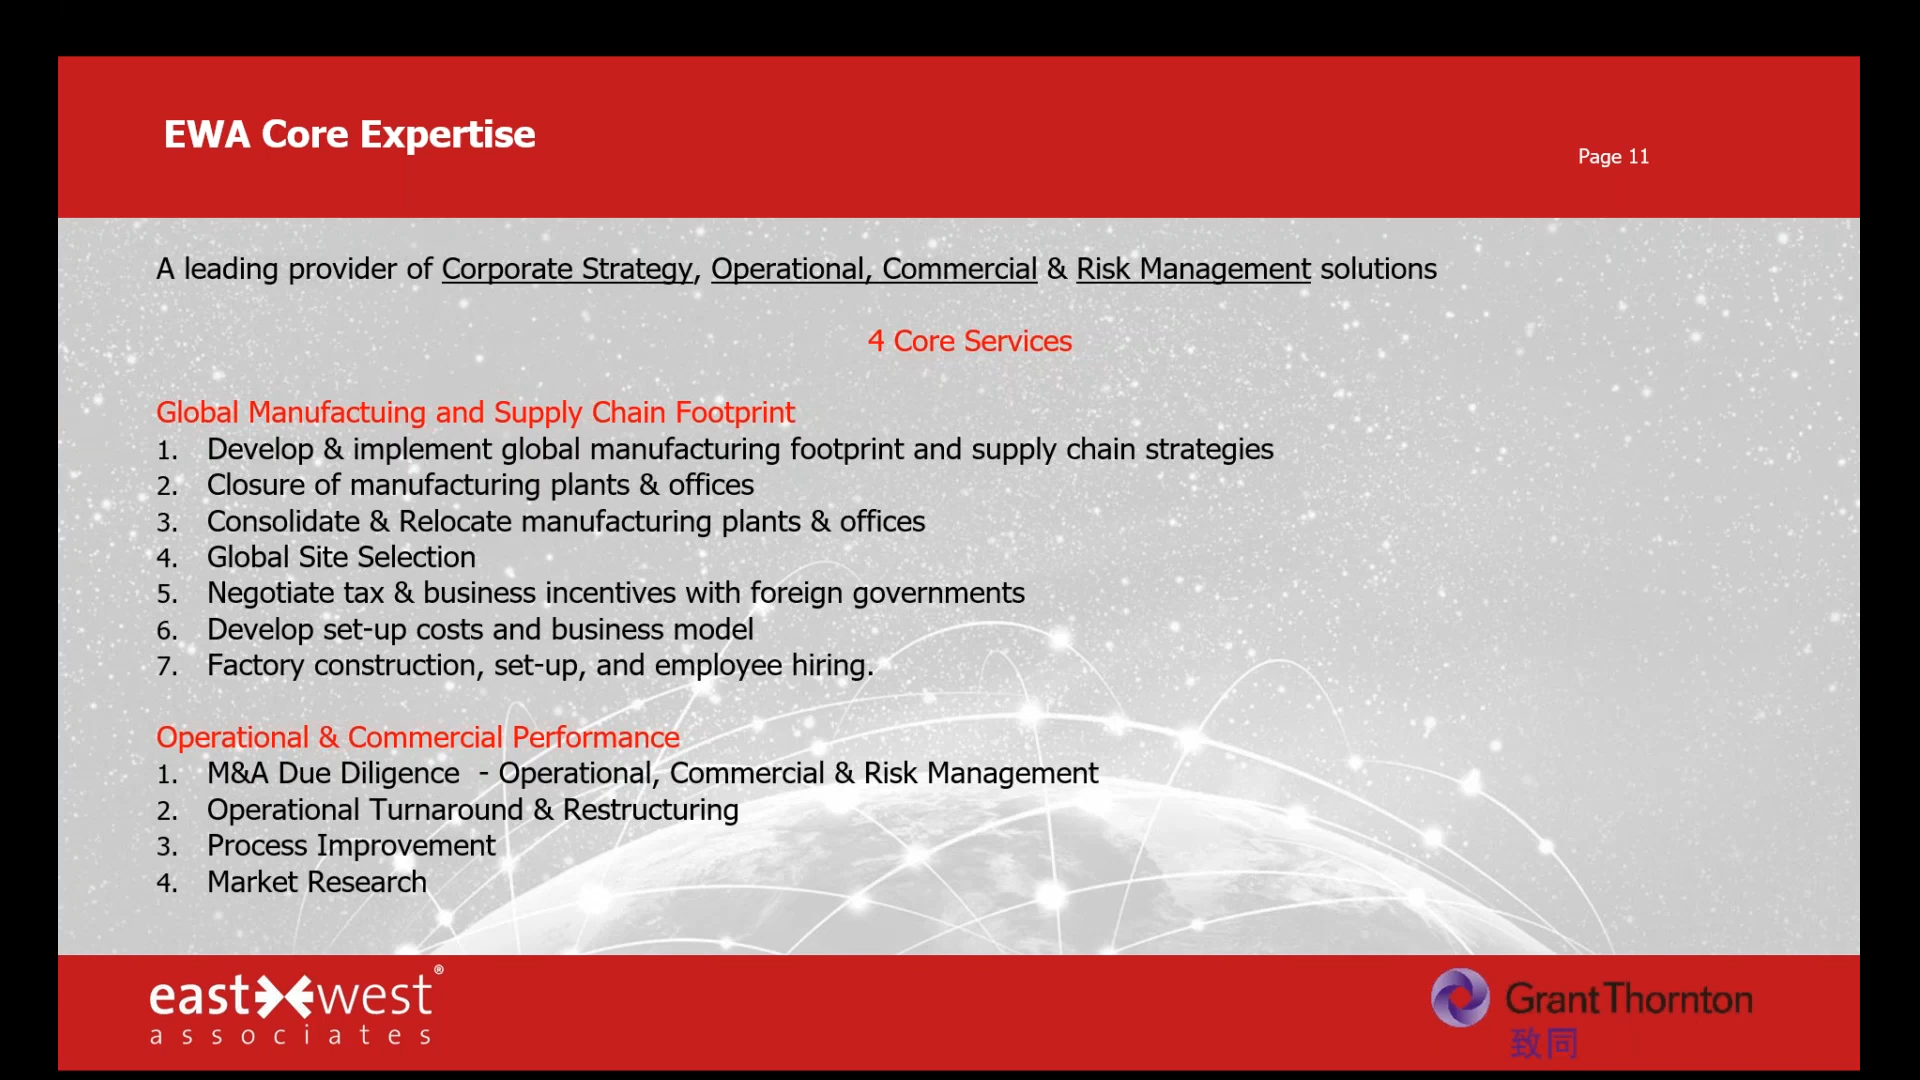 EWA Core Expertise
Page 11
A leading provider of Corporate Strategy, Operational, Commercial & Risk Management solutions
4 Core Services
Global Manufactuing and Supply Chain Footprint
1. Develop & implement global manufacturing footprint and supply chain strategies
2. Closure of manufacturing plants & offices
3. Consolidate & Relocate manufacturing plants & offices
4. Global Site Selection
5. Negotiate tax & business incentives with foreign governments
6. Develop set-up costs and business model
7. Factory construction, set-up, and employee hiring.
Operational & Commercial Performance
1. M&A Due Diligence - Operational, Commercial & Risk Management
2. Operational Turnaround & Restructuring
3. Process Improvement
4. Market Research
east west®
associates
Grant Thornton
致同